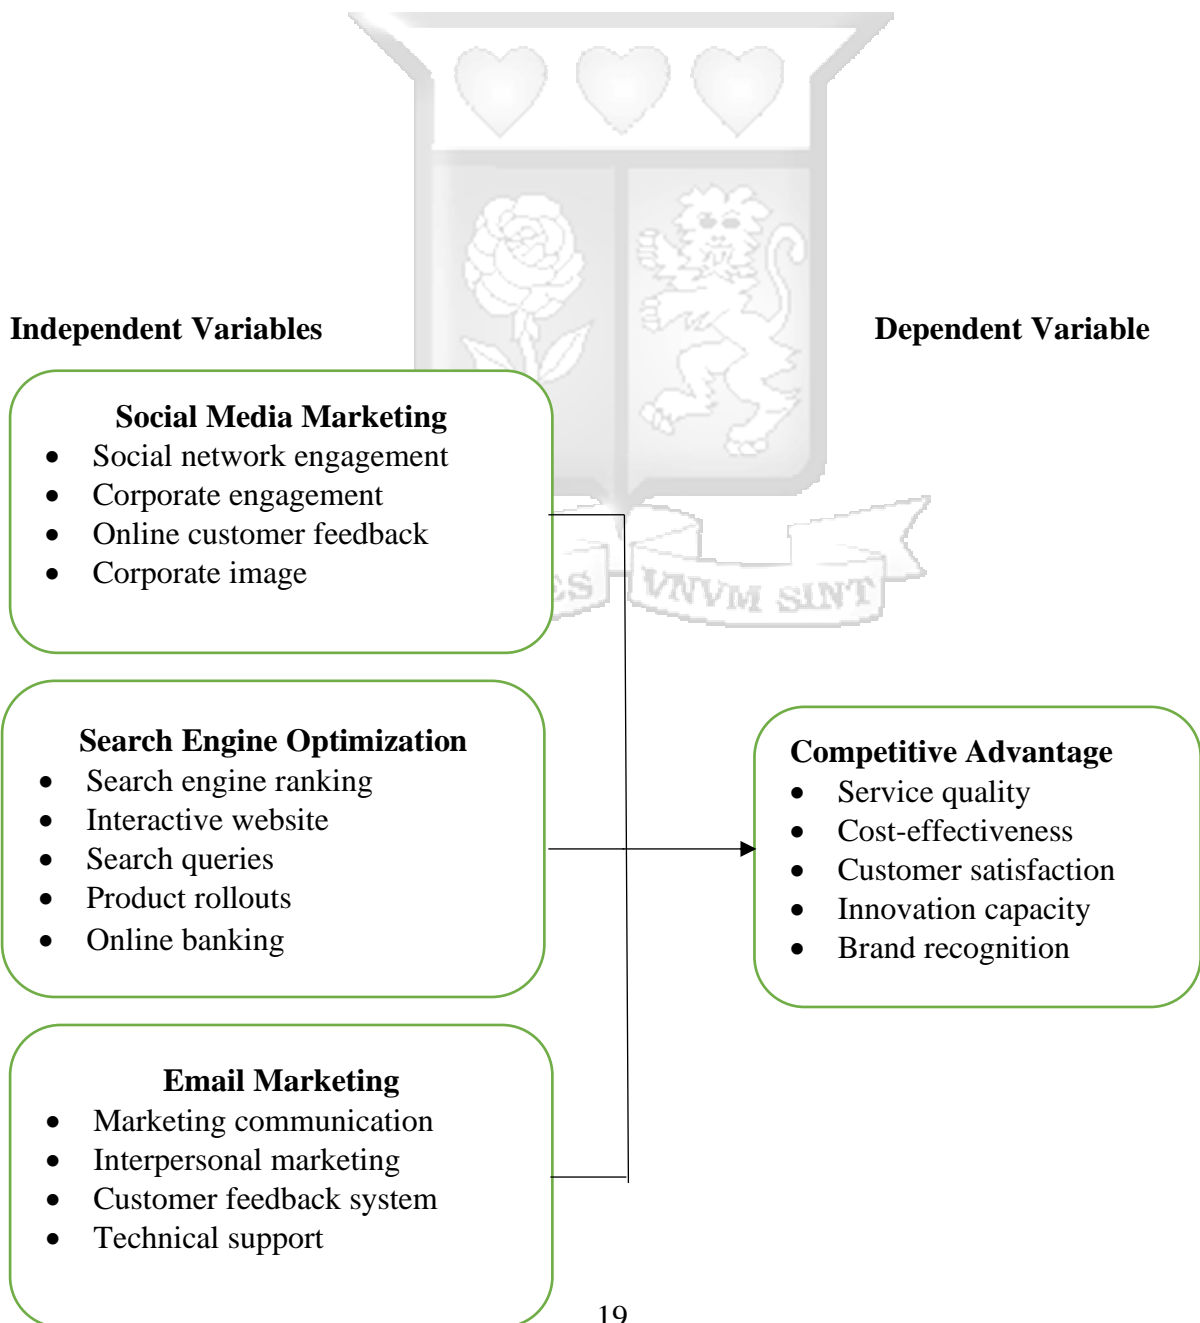 Independent Variables
Dependent Variable
Social Media Marketing
• Social network engagement
• Corporate engagement
• Online customer feedback
• Corporate image
ES VNVM SINT
Search Engine Optimization
• Search engine ranking
• Interactive website
• Search queries
• Product rollouts
• Online banking
Competitive Advantage
• Service quality
• Cost-effectiveness
• Customer satisfaction
• Innovation capacity
• Brand recognition
Email Marketing
• Marketing communication
• Interpersonal marketing
• Customer feedback system
• Technical support
19